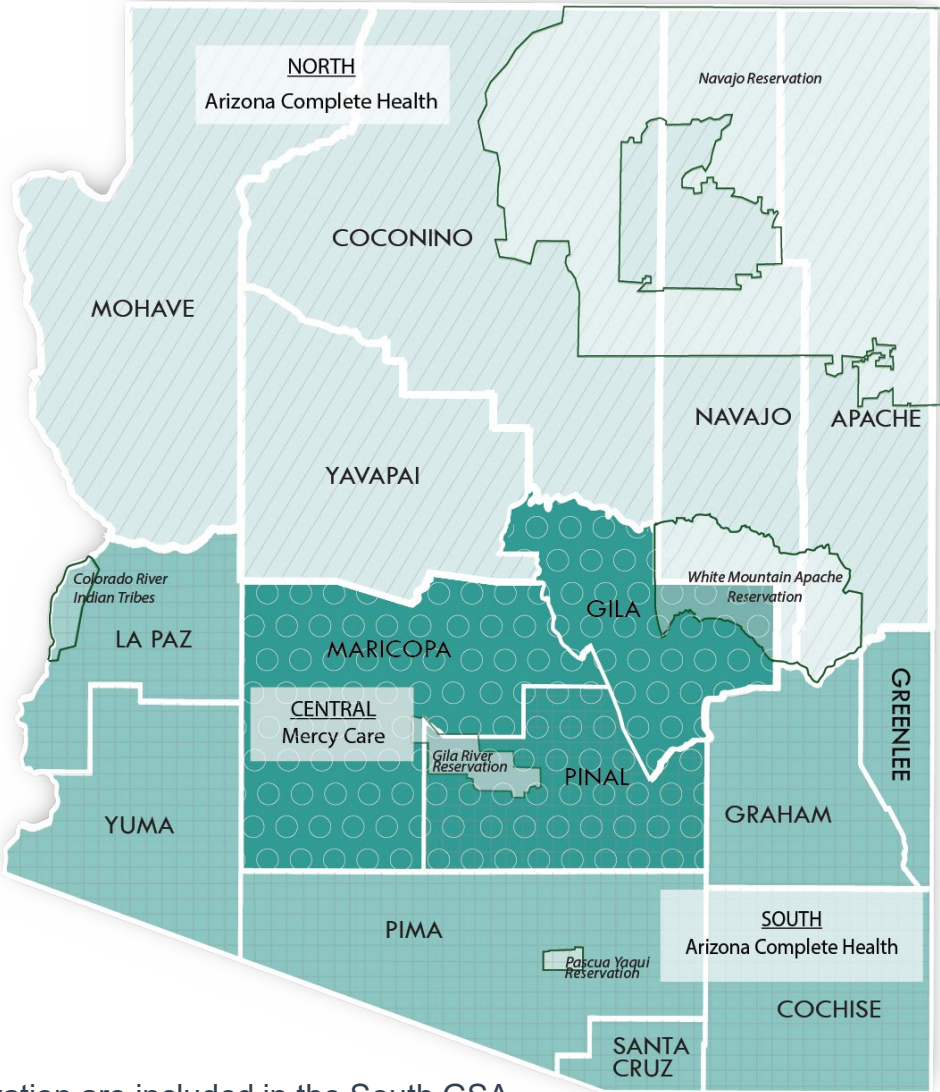 NORTH
Arizona Complete Health
Navajo Reservation
COCONINO
MOHAVE
NAVAJO
APACHE
YAVAPAI
Colorado River
Indian Tribes
White Mountain Apache
Reservation
GILA
LA PAZ
MARICOPA
GREENLEE
CENTRAL
Mercy Care
Gila River
Reservation
PINAL
YUMA
GRAHAM
SOUTH
Arizona Complete Health
PIMA
Pascua Yaqui
Reservation
COCHISE
SANTA
CRUZ
are included in the South GSA